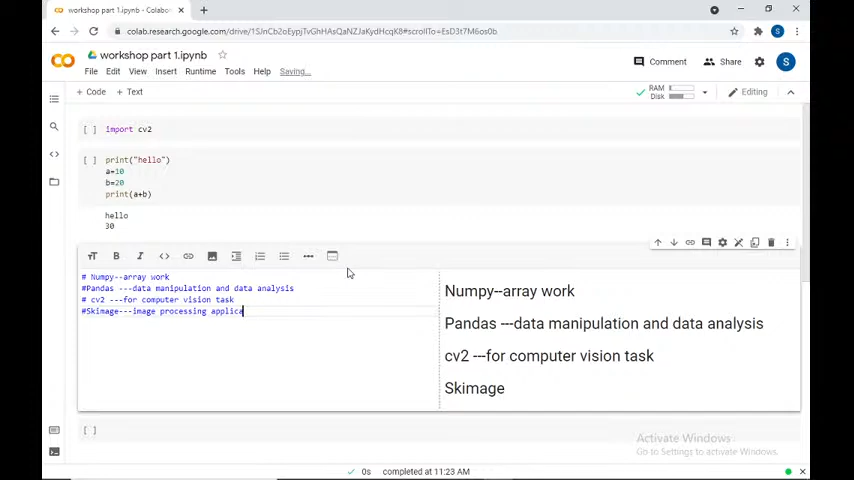 workshop part 1.ipynb - Colabo
colab.research.google.com/drive/1SJnCb2oEypjTvGhHAsQaNZJaKydHcqK8#scrollTo=EsD3t7M6os0b
S
workshop part 1.ipynb
File Edit View Insert Runtime Tools Help Saving...
Comment Share S
+ Code + Text
RAM
Disk
Editing
[ ] import cv2
[ ] print("hello")
a=10
b=20
print(a+b)
hello
30
# Numpy--array work
#Pandas ---data manipulation and data analysis
# cv2 ---for computer vision task
#Skimage---image processing applica
Numpy--array work
Pandas ---data manipulation and data analysis
cv2 ---for computer vision task
Skimage
[ ]
Activate Windows
Go to Settings to activate Windows.
0s completed at 11:23 AM